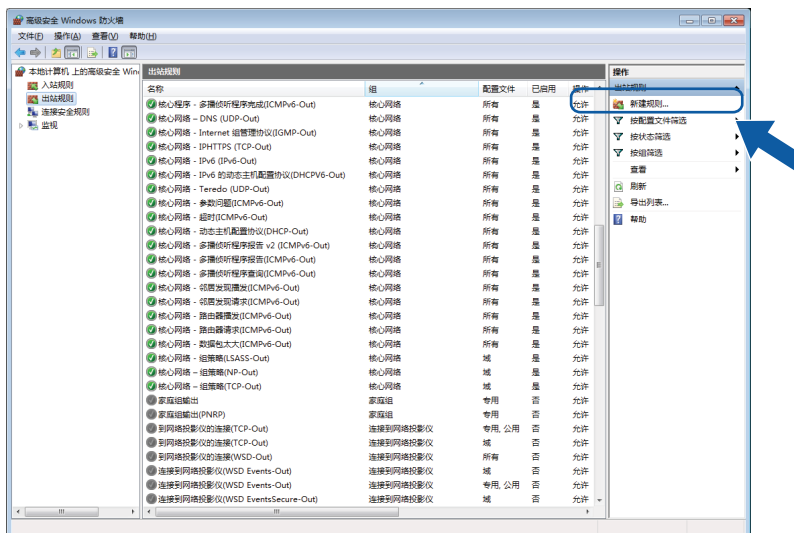 高级安全 Windows 防火墙
文件(F) 操作(A) 查看(V) 帮助(H)
本地计算机 上的高级安全 Win
入站规则
出站规则
连接安全规则
监视
出站规则
名称 组 配置文件 已启用 操作
核心程序 - 多播侦听程序完成(ICMPv6-Out) 核心网络 所有 是 允许
核心网络 – DNS (UDP-Out) 核心网络 所有 是 允许
核心网络 - Internet 组管理协议(IGMP-Out) 核心网络 所有 是 允许
核心网络 - IPHTTPS (TCP-Out) 核心网络 所有 是 允许
核心网络 - IPv6 (IPv6-Out) 核心网络 所有 是 允许
核心网络 - IPv6 的动态主机配置协议(DHCPV6-Out) 核心网络 所有 是 允许
核心网络 - Teredo (UDP-Out) 核心网络 所有 是 允许
核心网络 - 参数问题(ICMPv6-Out) 核心网络 所有 是 允许
核心网络 - 超时(ICMPv6-Out) 核心网络 所有 是 允许
核心网络 - 动态主机配置协议(DHCP-Out) 核心网络 所有 是 允许
核心网络 - 多播侦听程序报告 v2 (ICMPv6-Out) 核心网络 所有 是 允许
核心网络 - 多播侦听程序报告(ICMPv6-Out) 核心网络 所有 是 允许
核心网络 - 多播侦听程序查询(ICMPv6-Out) 核心网络 所有 是 允许
核心网络 - 邻居发现播发(ICMPv6-Out) 核心网络 所有 是 允许
核心网络 - 邻居发现请求(ICMPv6-Out) 核心网络 所有 是 允许
核心网络 - 路由器播发(ICMPv6-Out) 核心网络 所有 是 允许
核心网络 - 路由器请求(ICMPv6-Out) 核心网络 所有 是 允许
核心网络 - 数据包太大(ICMPv6-Out) 核心网络 所有 是 允许
核心网络 - 组策略(LSASS-Out) 核心网络 域 是 允许
核心网络 – 组策略(NP-Out) 核心网络 域 是 允许
核心网络 – 组策略(TCP-Out) 核心网络 域 是 允许
家庭组输出 家庭组 专用 否 允许
家庭组输出(PNRP) 家庭组 专用 否 允许
到网络投影仪的连接(TCP-Out) 连接到网络投影仪 专用, 公用 否 允许
到网络投影仪的连接(TCP-Out) 连接到网络投影仪 域 否 允许
到网络投影仪的连接(WSD-Out) 连接到网络投影仪 所有 否 允许
连接到网络投影仪(WSD Events-Out) 连接到网络投影仪 域 否 允许
连接到网络投影仪(WSD Events-Out) 连接到网络投影仪 专用, 公用 否 允许
连接到网络投影仪(WSD EventsSecure-Out) 连接到网络投影仪 域 否 允许
操作
出站规则
新建规则...
按配置文件筛选
按状态筛选
按组筛选
查看
刷新
导出列表...
帮助